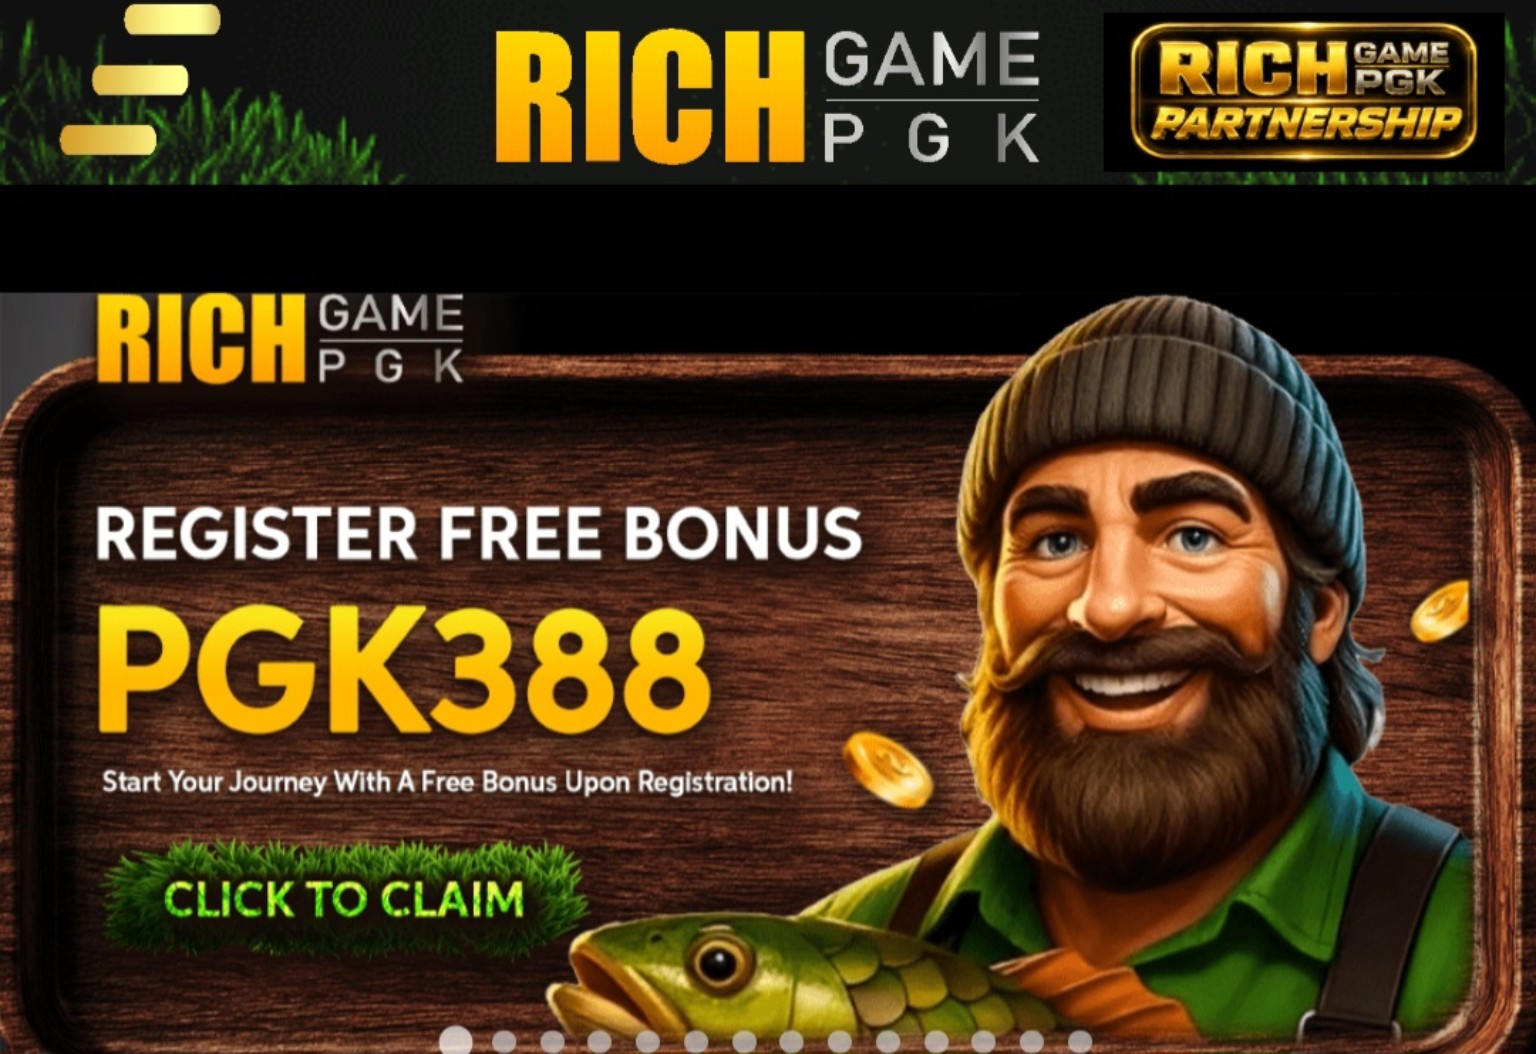 RICH GAME PGK
RICH GAME PGK
PARTNERSHIP
RICH GAME PGK
REGISTER FREE BONUS
PGK388
Start Your Journey With A Free Bonus Upon Registration!
CLICK TO CLAIM